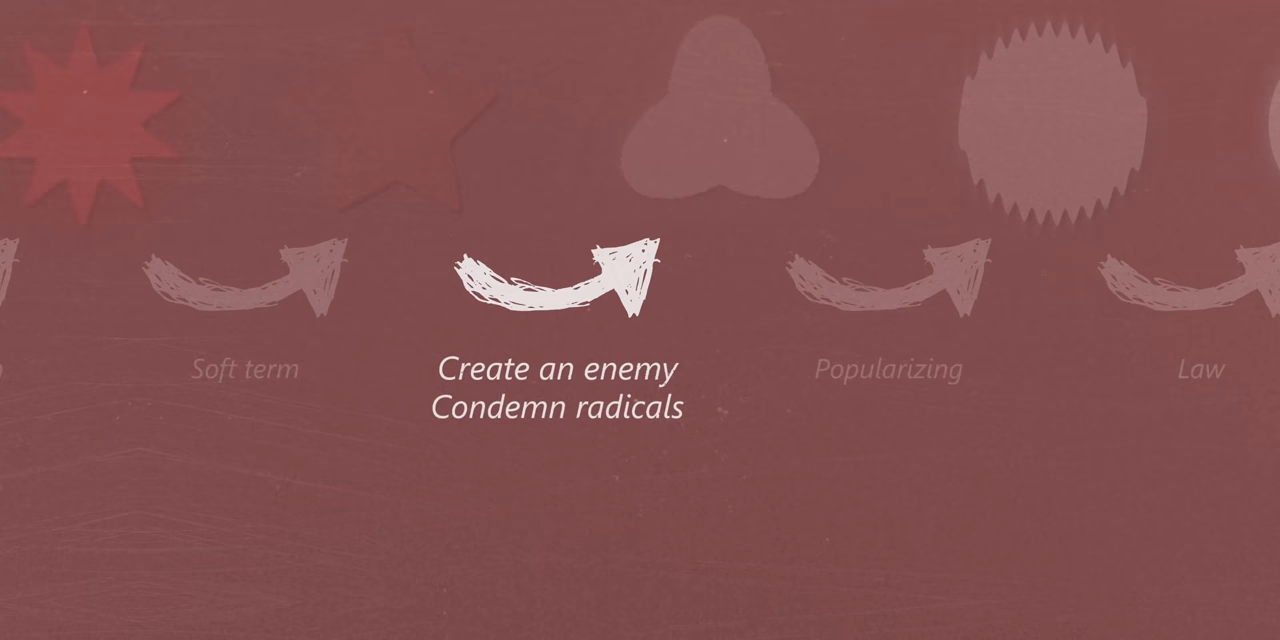 Soft term
Create an enemy
Condemn radicals
Popularizing
Law